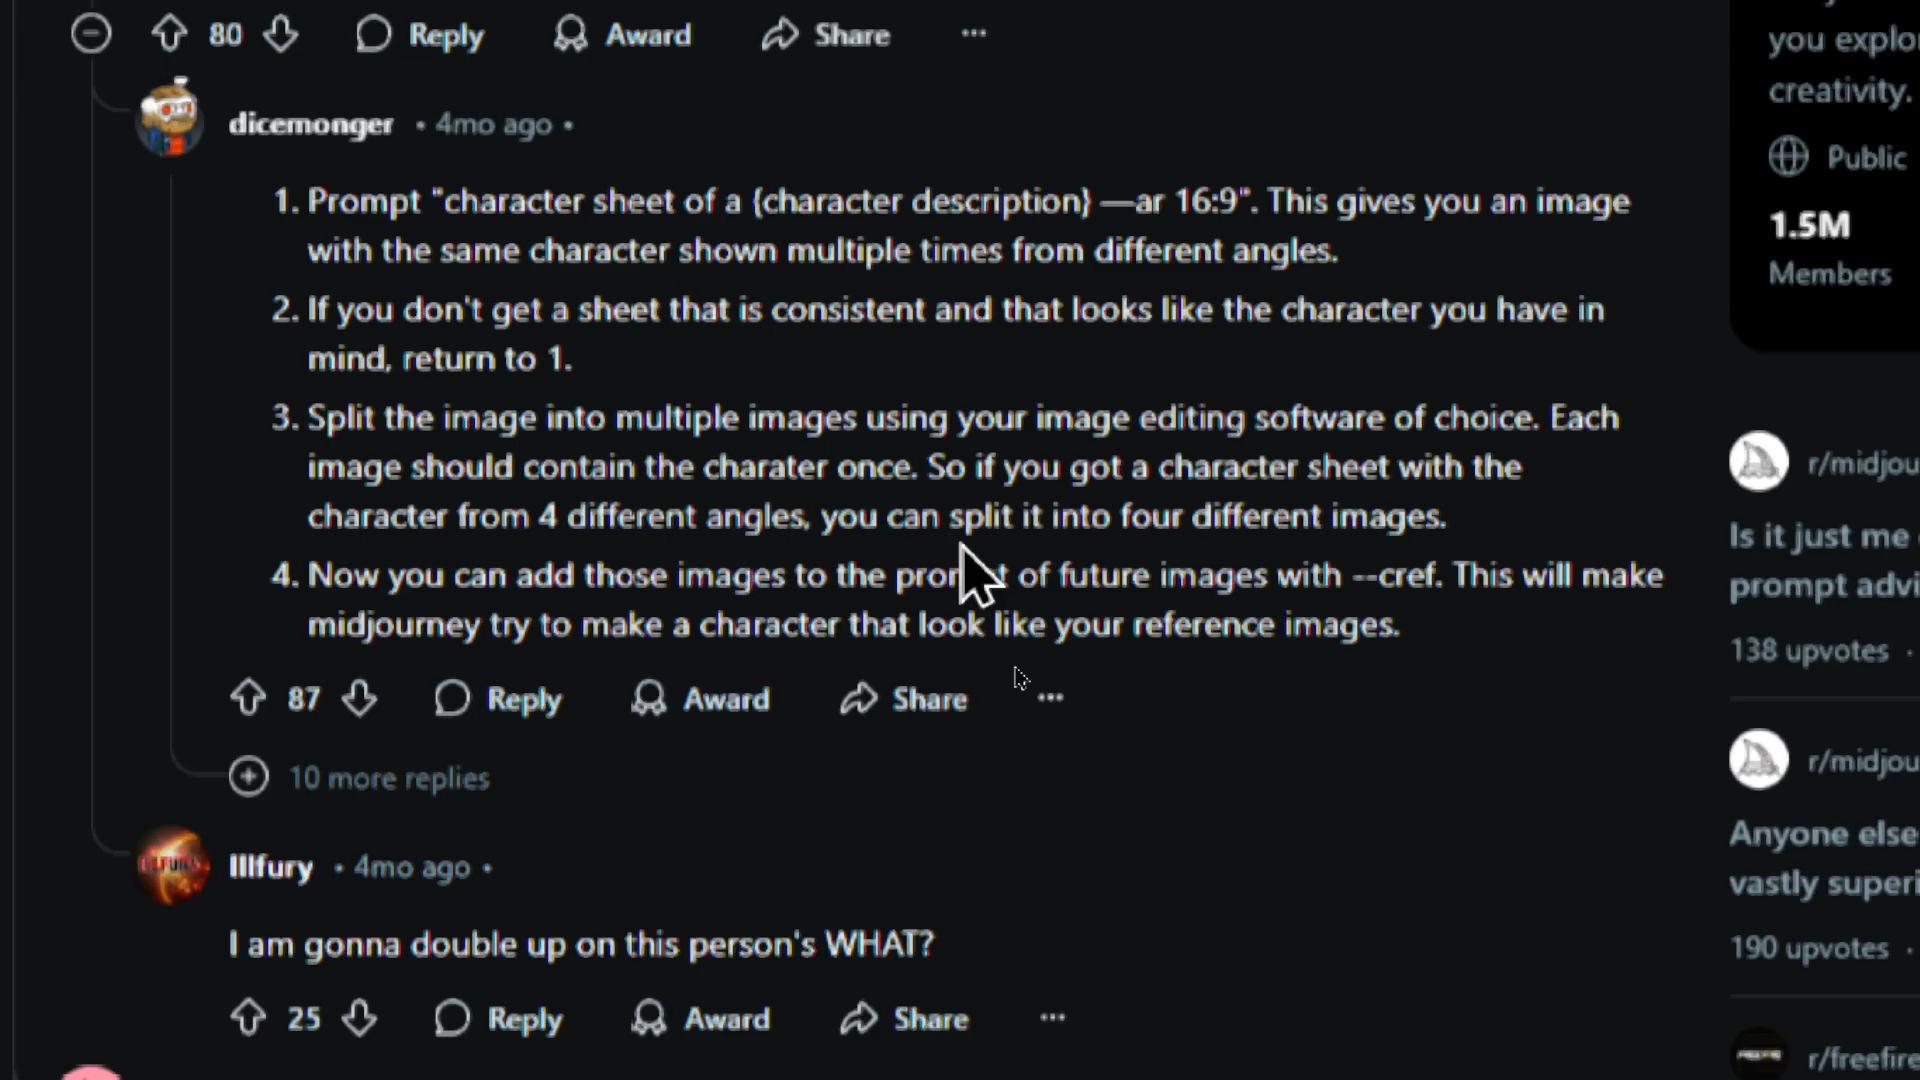 80 Reply Award Share
you
creativity.
Public
1.5M
Members
dicemonger • 4mo ago •
1. Prompt "character sheet of a {character description} —ar 16:9". This gives you an image
with the same character shown multiple times from different angles.
2. If you don't get a sheet that is consistent and that looks like the character you have in
mind, return to 1.
3. Split the image into multiple images using your image editing software of choice. Each
image should contain the charater once. So if you got a character sheet with the
character from 4 different angles, you can split it into four different images.
4. Now you can add those images to the of future images with --cref. This will make
midjourney try to make a character that look like your reference images.
87 Reply Award Share
10 more replies
4mo ago •
I am gonna double up on this person's WHAT?
25 Reply Award Share
Is it just me
prompt
138 upvotes ·
Anyone else
vastly
190 upvotes ·